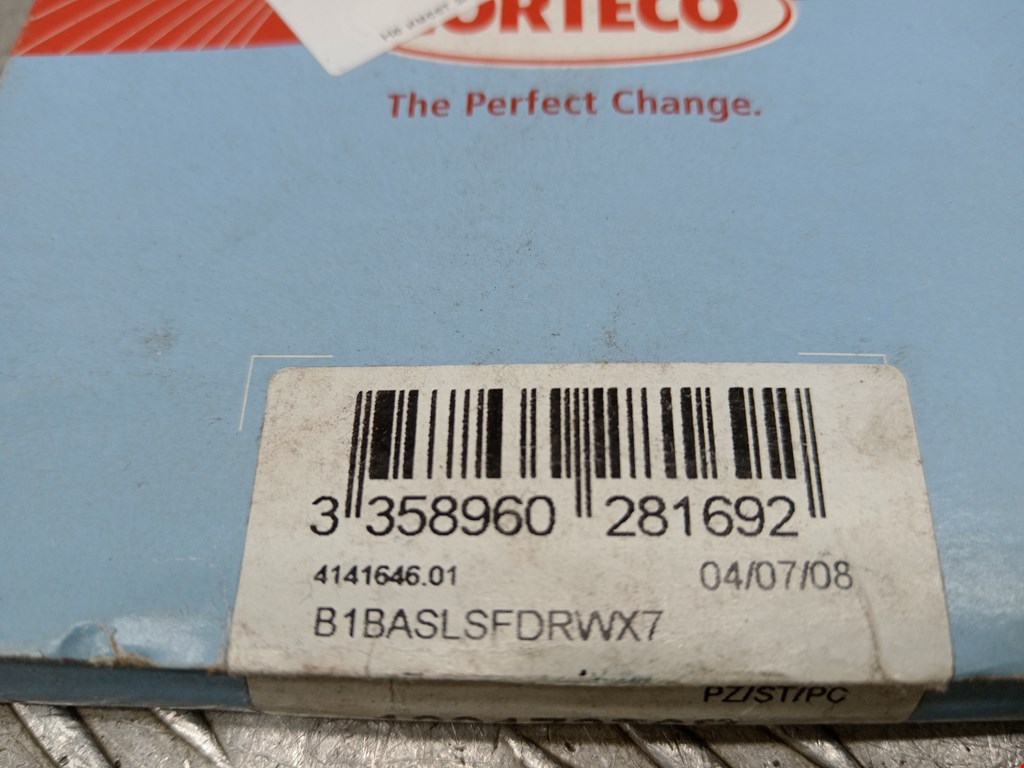 ORTECO
The Perfect Change.
3 358960 281692
4141646.01 04/07/08
B1BASLSFDRWX7
PZ/ST/PC